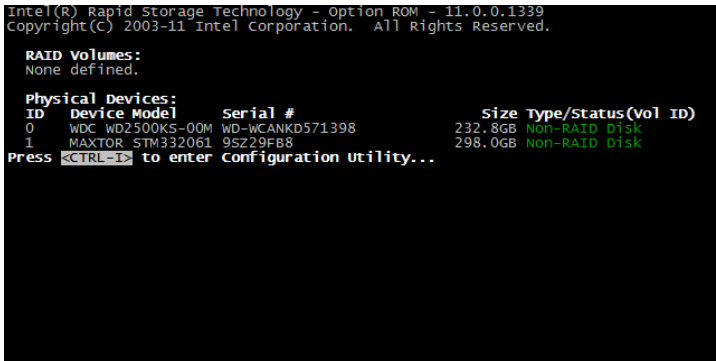 Intel(R) Rapid Storage Technology - Option ROM - 11.0.0.1339
Copyright(C) 2003-11 Intel Corporation.  All Rights Reserved.
RAID Volumes:
None defined.
Physical Devices:
ID   Device Model     Serial #                        Size Type/Status(Vol ID)
0    WDC WD2500KS-00M WD-WCANKD571398              232.8GB Non-RAID Disk
1    MAXTOR STM332061 9SZ29FB8                     298.0GB Non-RAID Disk
Press <CTRL-I> to enter Configuration Utility...